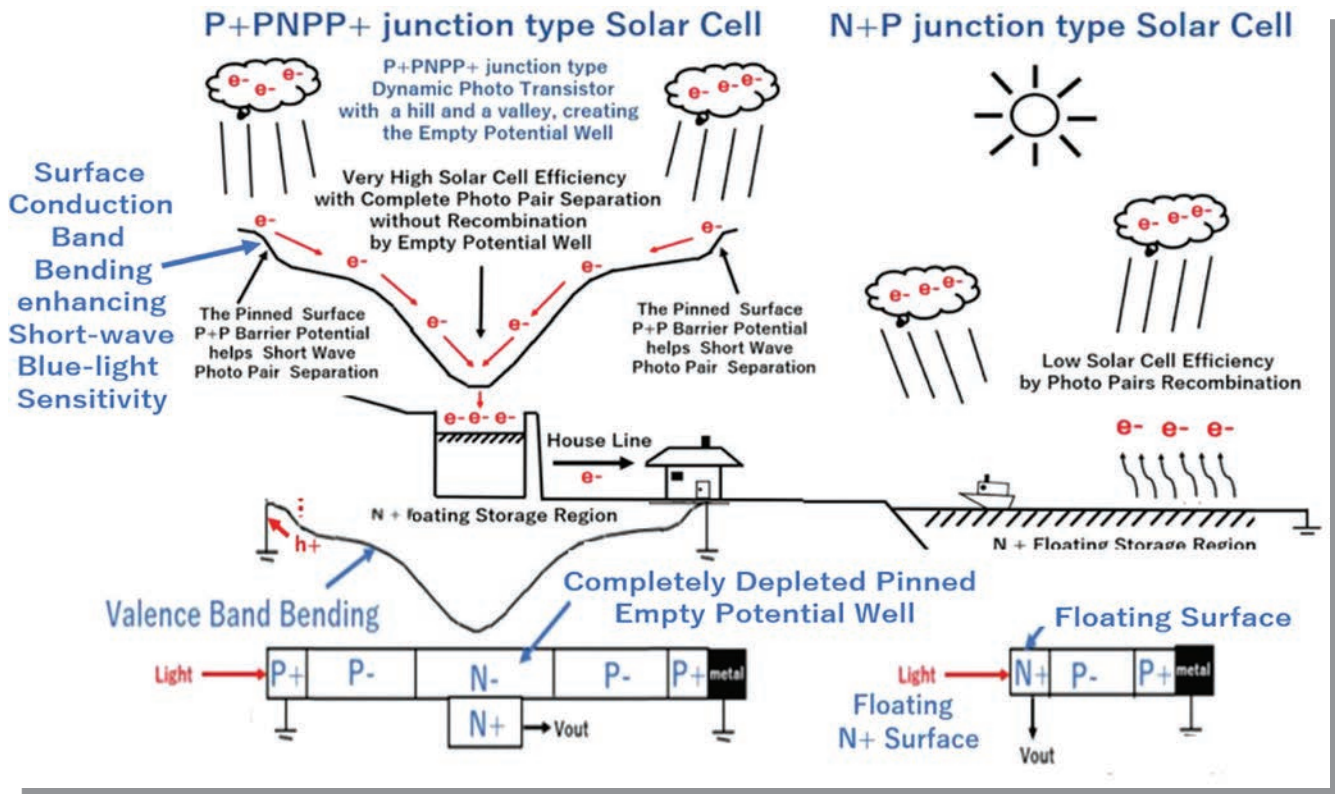 P+PNPP+ junction type Solar Cell
N+P junction type Solar Cell
e- e-
e-
P+PNPP+ junction type
Dynamic Photo Transistor
with a hill and a valley, creating
the Empty Potential Well
e- e- e-
Very High Solar Cell Efficiency
with Complete Photo Pair Separation
without Recombination
by Empty Potential Well
Surface
Conduction
Band
Bending
enhancing
Short-wave
Blue-light
Sensitivity
e-
e-
e-
e-
e-
e-
The Pinned Surface
P+P Barrier Potential
helps Short Wave
Photo Pair Separation
The Pinned Surface
P+P Barrier Potential
helps Short Wave
Photo Pair Separation
e- e- e-
e- e- e-
Low Solar Cell Efficiency
by Photo Pairs Recombination
e- e- e-
e- e- e-
House Line
e-
N + floating Storage Region
h+
N + Floating Storage Region
Valence Band Bending
Completely Depleted Pinned
Empty Potential Well
Floating Surface
Light
P+ P- N- P- P+ metal
N+
Vout
Light
N+ P- P+ metal
Floating
N+ Surface
Vout